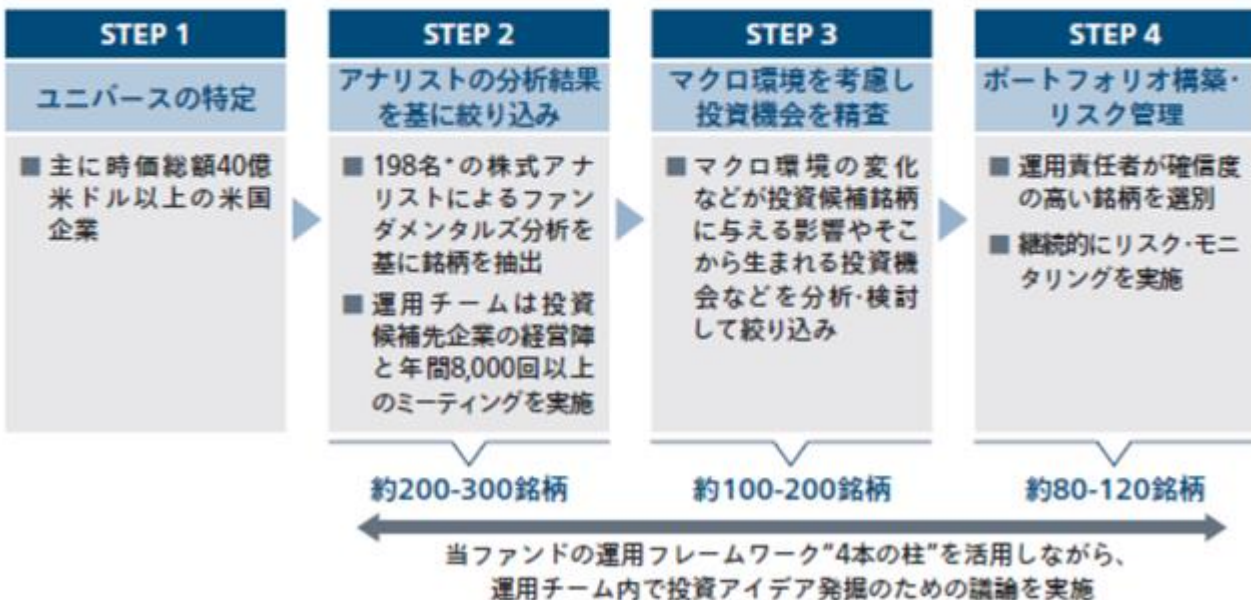 STEP 1
ユニバースの特定
■ 主に時価総額40億
米ドル以上の米国
企業
STEP 2
アナリストの分析結果
を基に絞り込み
■ 198名*の株式アナ
リストによるファン
ダメンタルズ分析を
基に銘柄を抽出
■ 運用チームは投資
候補先企業の経営陣
と年間8,000回以上
のミーティングを実施
約200-300銘柄
STEP 3
マクロ環境を考慮し
投資機会を精査
■ マクロ環境の変化
などが投資候補銘柄
に与える影響やそこ
から生まれる投資機
会などを分析・検討
して絞り込み
約100-200銘柄
STEP 4
ポートフォリオ構築・
リスク管理
■ 運用責任者が確信度
の高い銘柄を選別
■ 継続的にリスク・モニ
タリングを実施
約80-120銘柄
当ファンドの運用フレームワーク“4本の柱”を活用しながら、
運用チーム内で投資アイデア発掘のための議論を実施